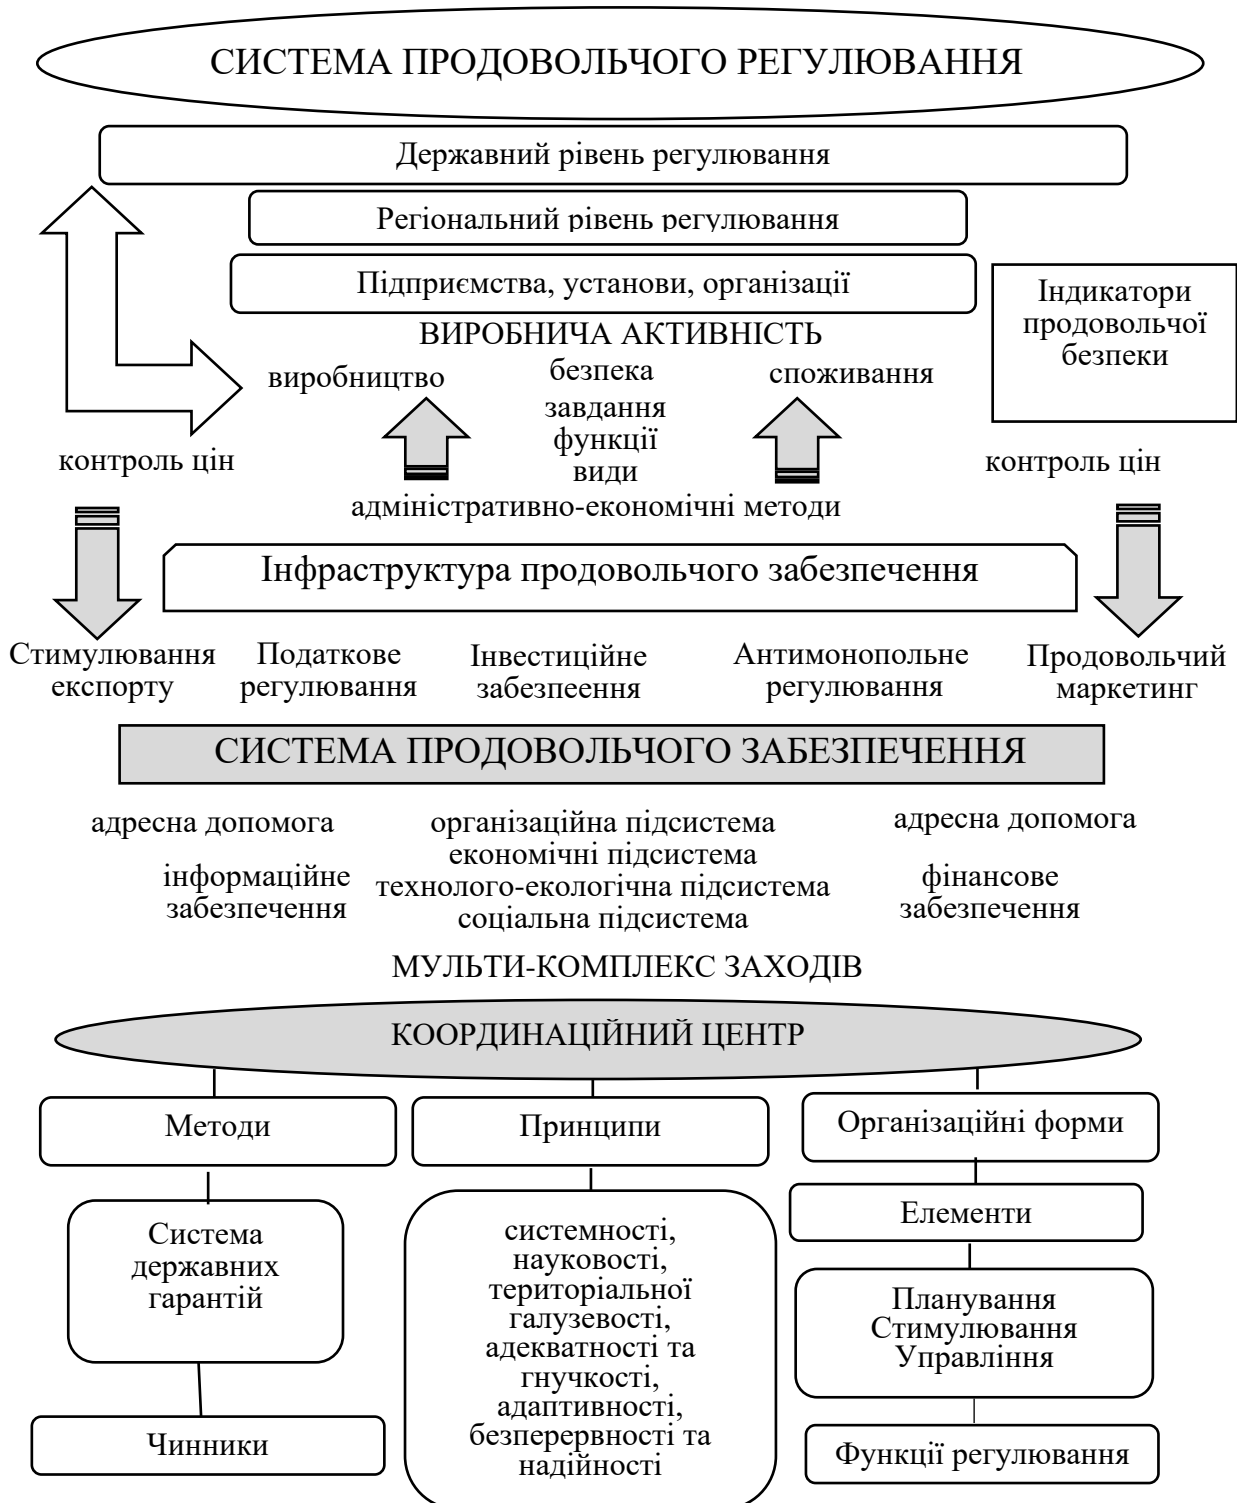 СИСТЕМА ПРОДОВОЛЬЧОГО РЕГУЛЮВАННЯ
Державний рівень регулювання
Регіональний рівень регулювання
Підприємства, установи, організації
Індикатори
продовольчої
безпеки
ВИРОБНИЧА АКТИВНІСТЬ
виробництво
безпека
споживання
завдання
функції
види
контроль цін
контроль цін
адміністративно-економічні методи
Інфраструктура продовольчого забезпечення
Стимулювання
експорту
Податкове
регулювання
Інвестиційне
забезпеення
Антимонопольне
регулювання
Продовольчий
маркетинг
СИСТЕМА ПРОДОВОЛЬЧОГО ЗАБЕЗПЕЧЕННЯ
адресна допомога
інформаційне
забезпечення
організаційна підсистема
економічні підсистема
технолого-екологічна підсистема
соціальна підсистема
адресна допомога
фінансове
забезпечення
МУЛЬТИ-КОМПЛЕКС ЗАХОДІВ
КООРДИНАЦІЙНИЙ ЦЕНТР
Методи
Принципи
Організаційні форми
Система
державних
гарантій
Чинники
системності,
науковості,
територіальної
галузевості,
адекватності та
гнучкості,
адаптивності,
безперервності та
надійності
Елементи
Планування
Стимулювання
Управління
Функції регулювання